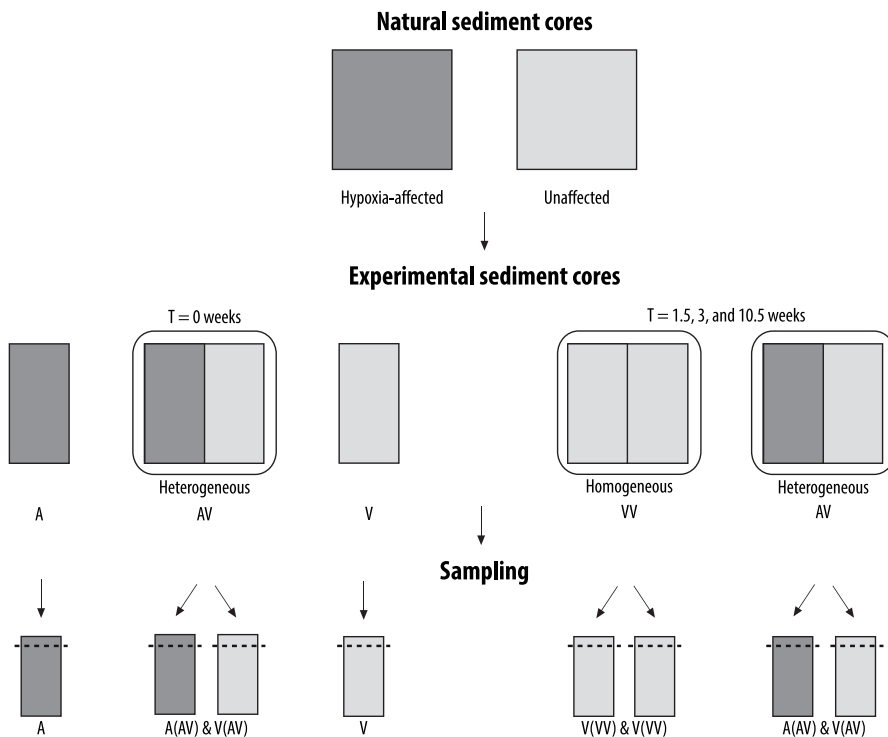 Natural sediment cores
Hypoxia-affected
Unaffected
Experimental sediment cores
T = 0 weeks
T = 1.5, 3, and 10.5 weeks
Heterogeneous
Homogeneous
Heterogeneous
A
AV
V
VV
AV
Sampling
A
A(AV) & V(AV)
V
V(VV) & V(VV)
A(AV) & V(AV)